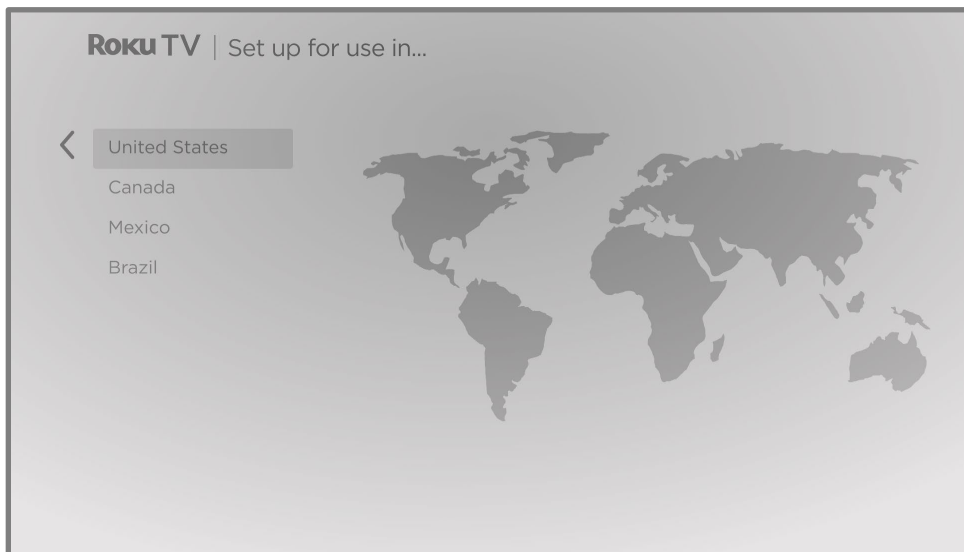 Roku TV | Set up for use in...
United States
Canada
Mexico
Brazil